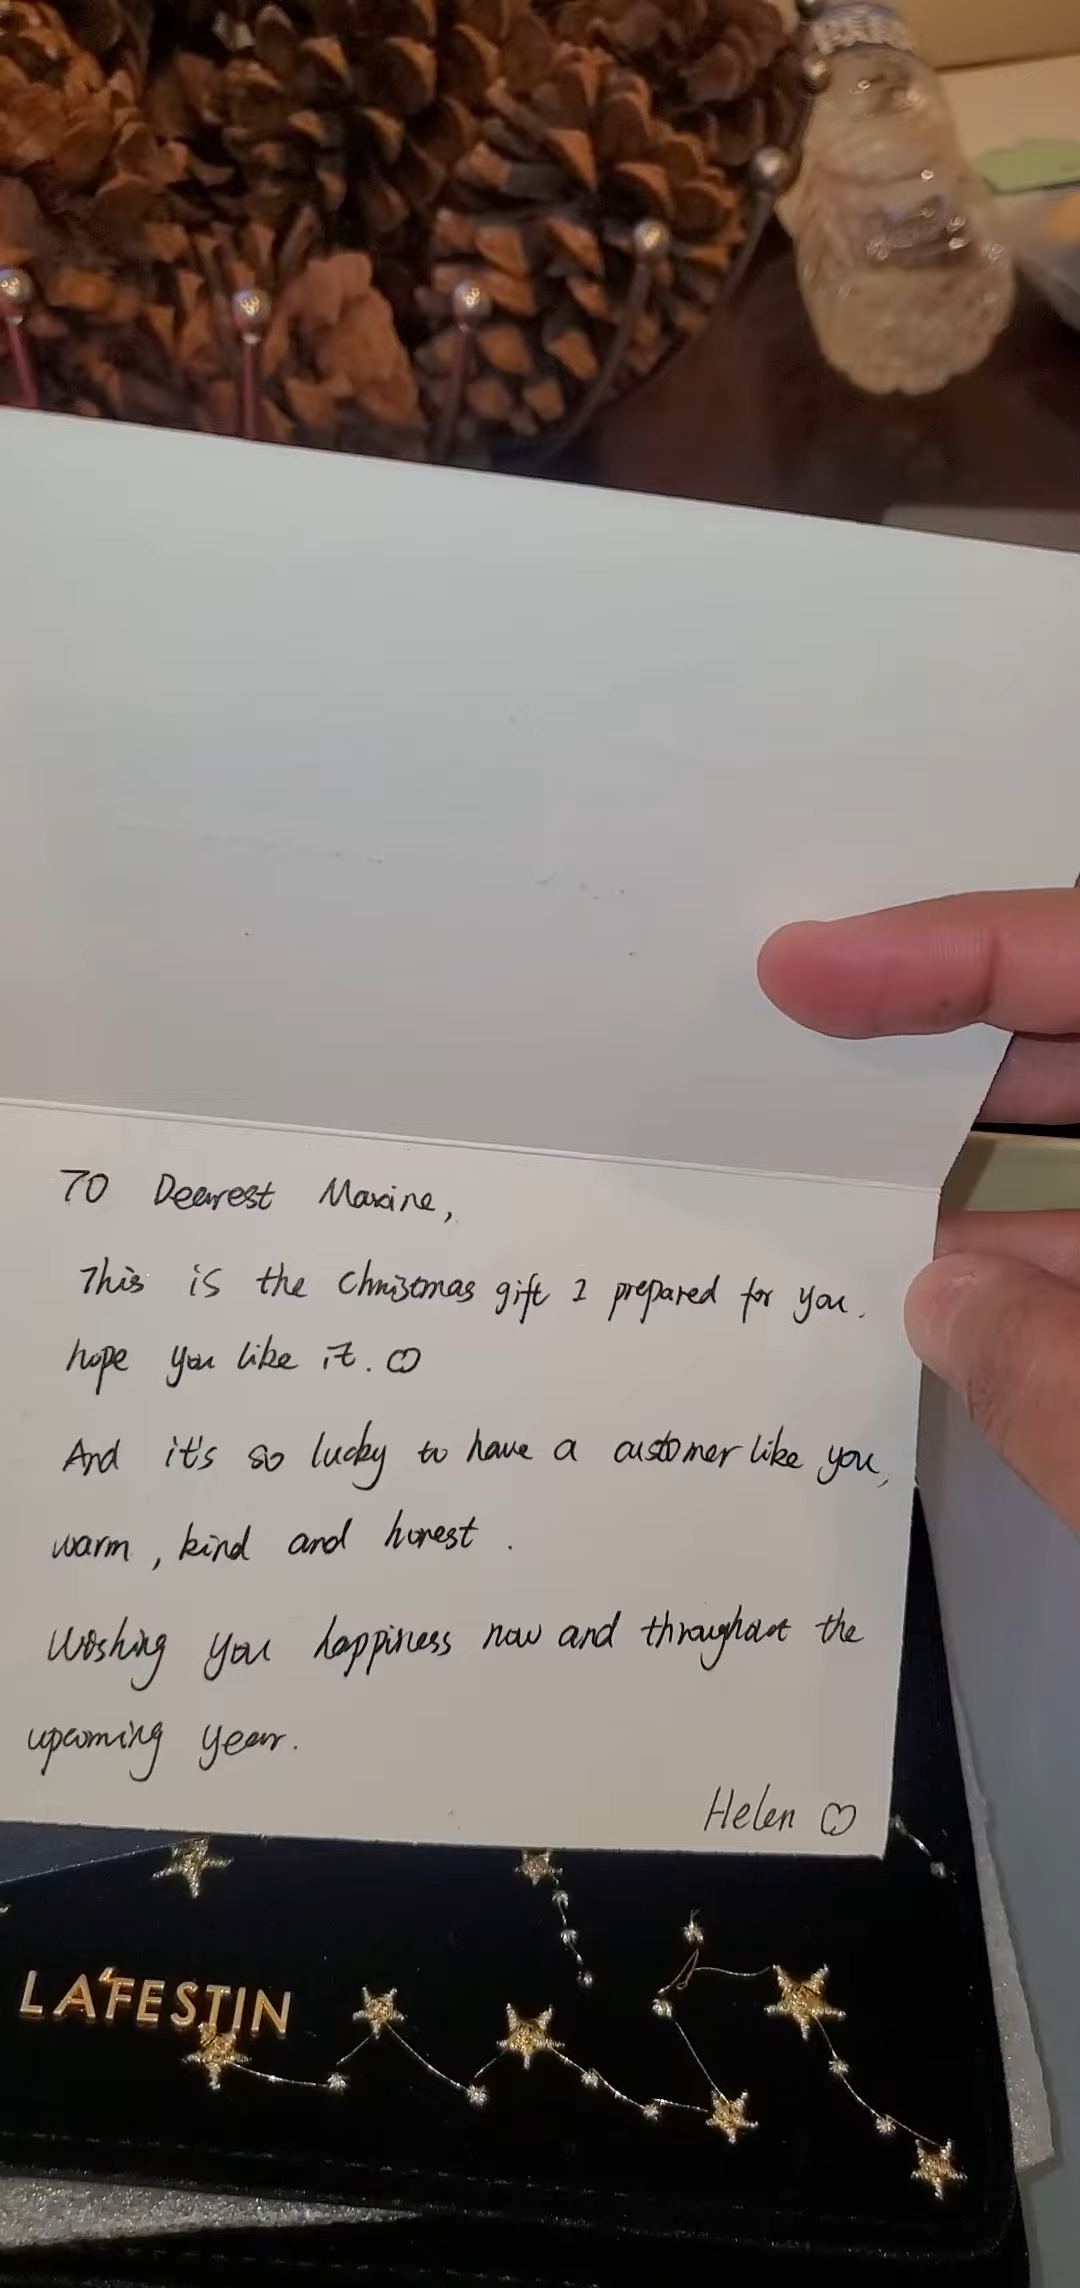 TO Dearest Maxine,
This is the Christmas gift I prepared for you.
hope you like it. ♡
And it's so lucky to have a customer like you,
warm, kind and honest.
Wishing you happiness now and throughout the
upcoming year.
Helen ♡
LA'FESTIN